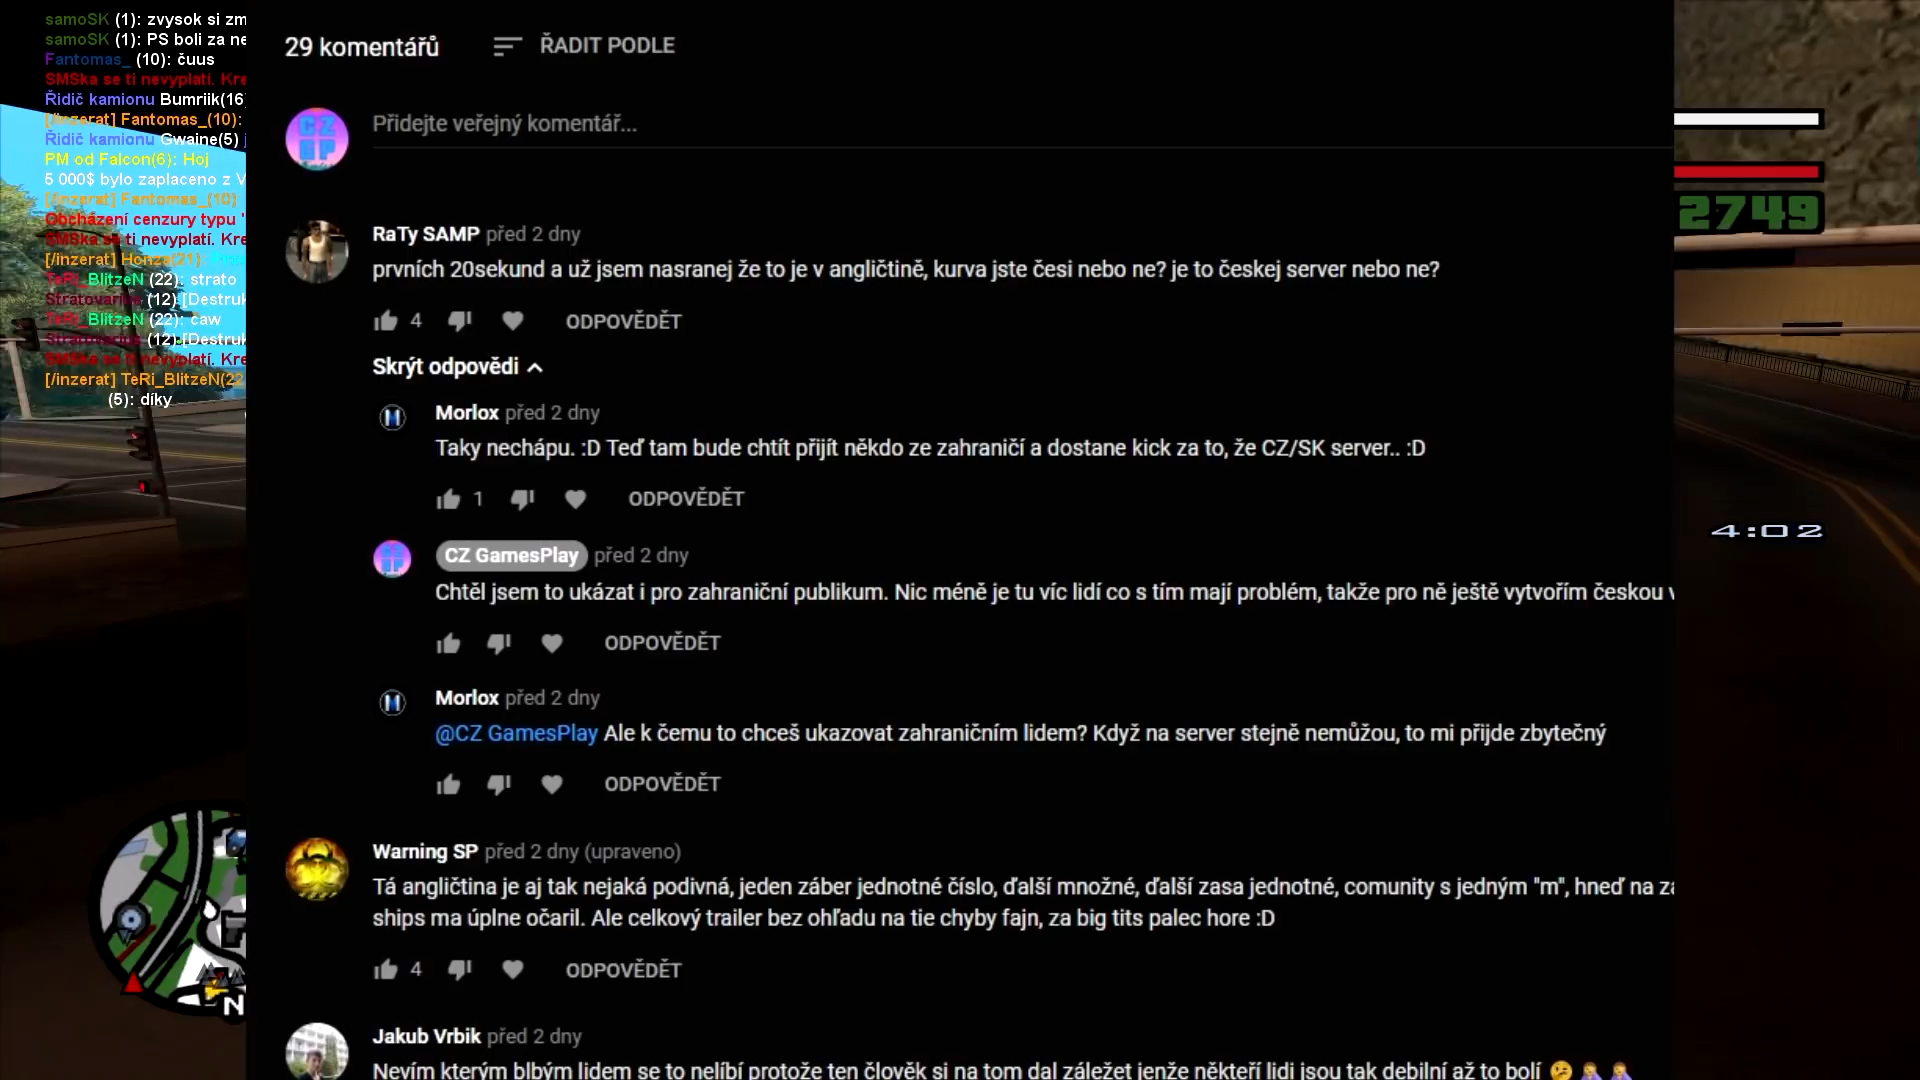 samoSK (1): zvysok si zm
samoSK (1): PS boli za ne
Fantomas_ (10): čuus
SMSka se ti nevyplatí. Kre
Řidič kamionu Bumriik(16)
[/inzerat] Fantomas_(10):
Řidič kamionu Gwaine(5) j
PM od Falcon(6): Hoj
5 000$ bylo zaplaceno z V
[/inzerat] Fantomas_(10)
Obcházení cenzury typu '
SMSka se ti nevyplatí. Kre
[/inzerat] Honza(21):
TeRi_BlitzeN (22): strato
Stratovarius (12) [Destruk
TeRi_BlitzeN (22): caw
Stratovarius (12) [Destruk
SMSka se ti nevyplatí. Kre
[/inzerat] TeRi_BlitzeN(22
(5): díky
29 komentářů
ŘADIT PODLE
Přidejte veřejný komentář...
RaTy SAMP před 2 dny
prvních 20sekund a už jsem nasranej že to je v angličtině, kurva jste česi nebo ne? je to českej server nebo ne?
4 ODPOVĚDĚT
Skrýt odpovědi
Morlox před 2 dny
Taky nechápu. :D Teď tam bude chtít přijít někdo ze zahraničí a dostane kick za to, že CZ/SK server.. :D
1 ODPOVĚDĚT
CZ GamesPlay před 2 dny
Chtěl jsem to ukázat i pro zahraniční publikum. Nic méně je tu víc lidí co s tím mají problém, takže pro ně ještě vytvořím českou v
ODPOVĚDĚT
Morlox před 2 dny
@CZ GamesPlay Ale k čemu to chceš ukazovat zahraničním lidem? Když na server stejně nemůžou, to mi přijde zbytečný
ODPOVĚDĚT
Warning SP před 2 dny (upraveno)
Tá angličtina je aj tak nejaká podivná, jeden záber jednotné číslo, ďalší množné, ďalší zasa jednotné, comunity s jedným "m", hneď na za
ships ma úplne očaril. Ale celkový trailer bez ohľadu na tie chyby fajn, za big tits palec hore :D
4 ODPOVĚDĚT
Jakub Vrbik před 2 dny
Nevím kterým blbým lidem se to nelíbí protože ten člověk si na tom dal záležet jenže někteří lidi jsou tak debilní až to bolí 🤔🤦‍♂️🤦‍♂️
2749
4:02
N